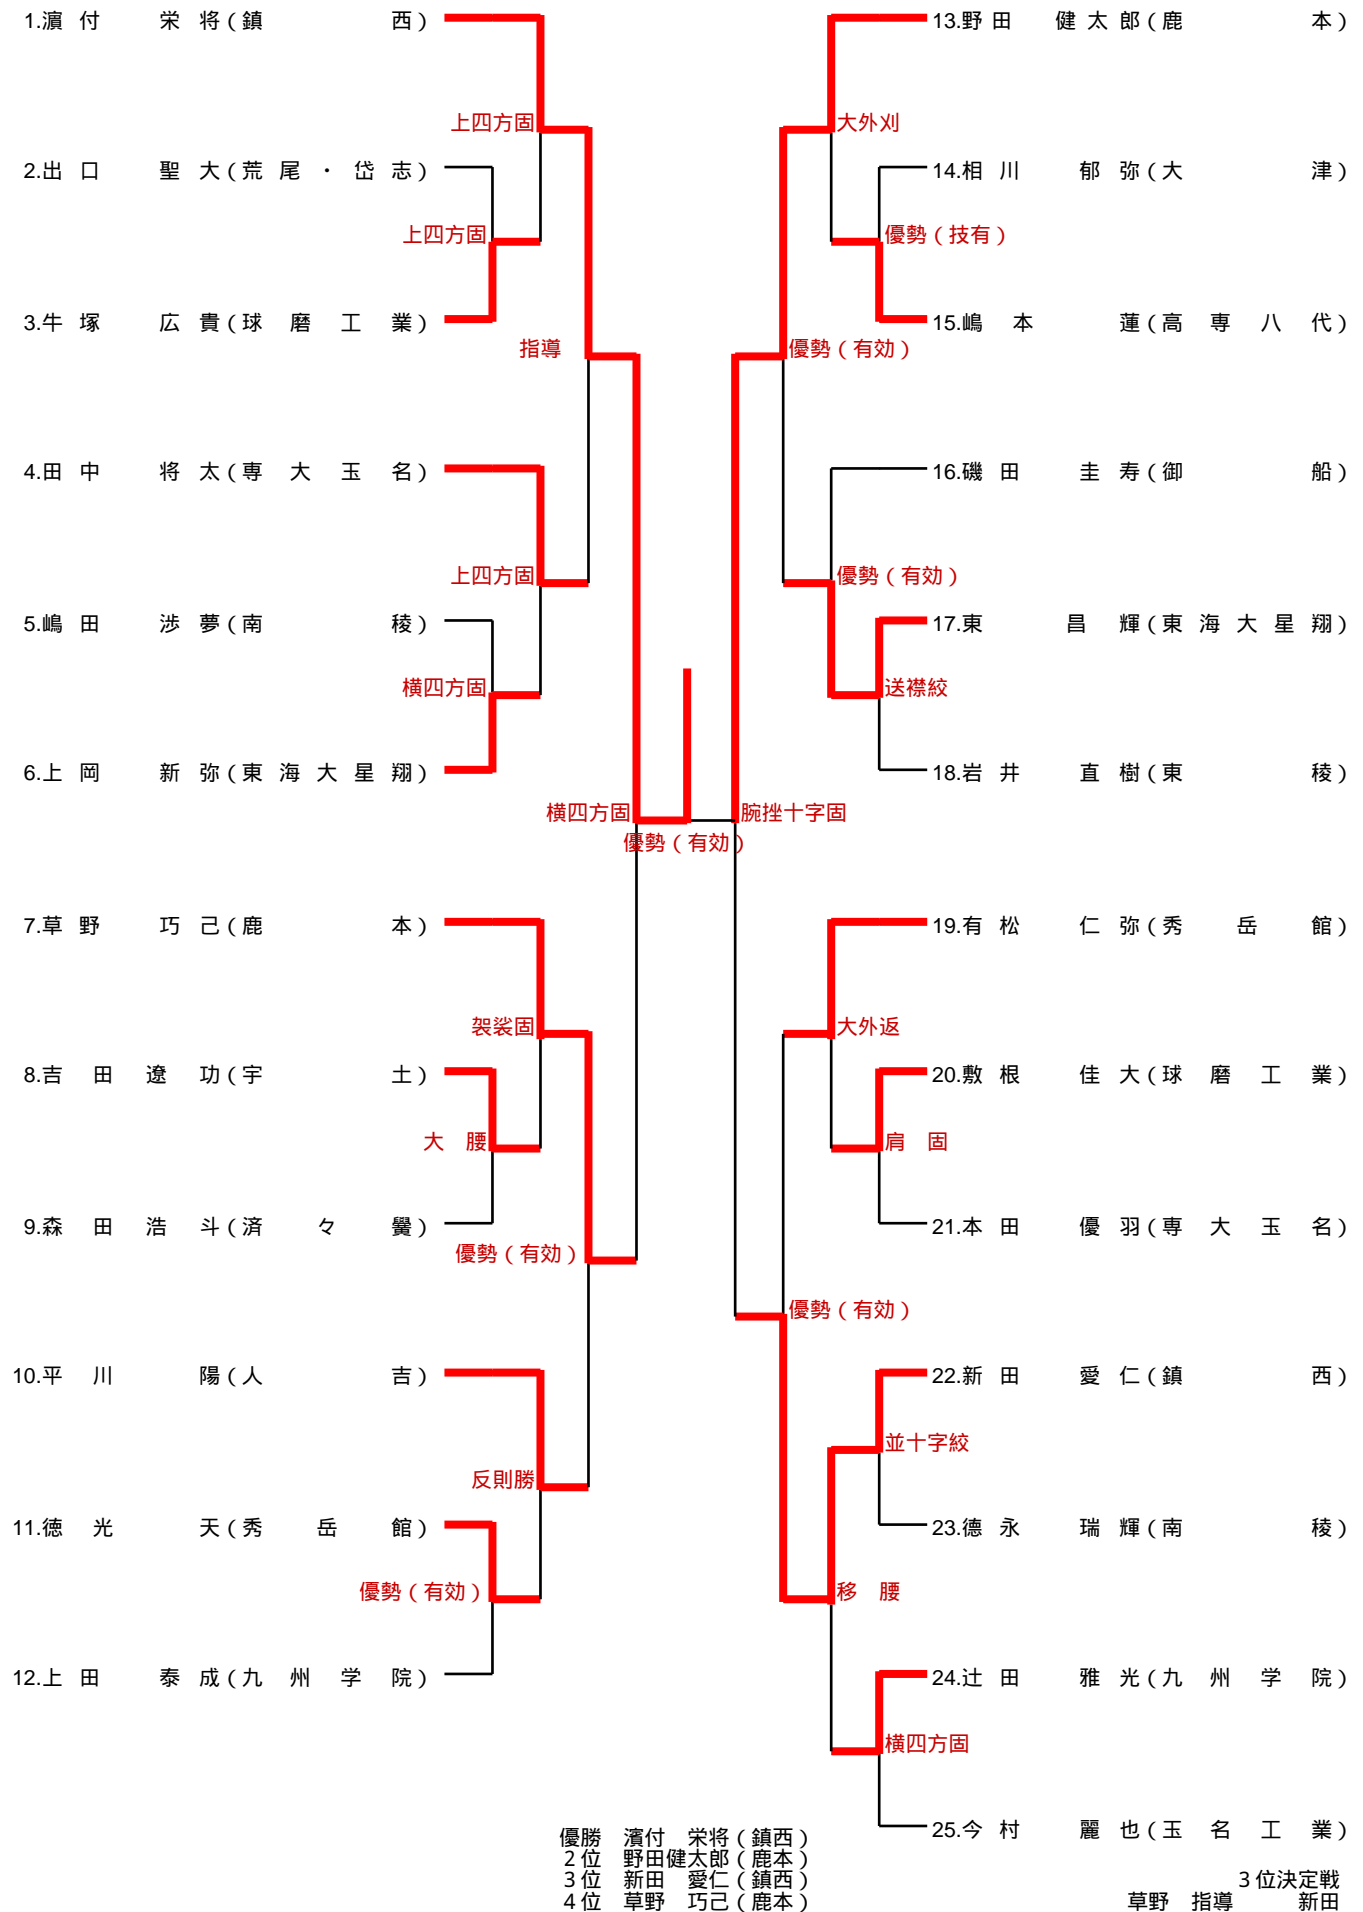 1.濵付 栄将(鎮西)
上四方固
2.出口 聖大(荒尾・岱志)
上四方固
3.牛塚 広貴(球磨工業)
指導
4.田中 将太(専大玉名)
上四方固
5.嶋田 渉夢(南稜)
横四方固
6.上岡 新弥(東海大星翔)
横四方固
優勢(有効)
7.草野 巧己(鹿本)
袈裟固
8.吉田遼功(宇土)
大腰
9.森田浩斗(済々黌)
優勢(有効)
10.平川 陽(人吉)
反則勝
11.徳光 天(秀岳館)
優勢(有効)
12.上田 泰成(九州学院)
13.野田 健太郎(鹿本)
大外刈
14.相川 郁弥(大津)
優勢(技有)
15.嶋本 蓮(高専八代)
優勢(有効)
16.磯田 圭寿(御船)
優勢(有効)
17.東 昌輝(東海大星翔)
送襟絞
18.岩井 直樹(東稜)
腕挫十字固
19.有松 仁弥(秀岳館)
大外返
20.敷根 佳大(球磨工業)
肩固
21.本田 優羽(専大玉名)
優勢(有効)
22.新田 愛仁(鎮西)
並十字絞
23.德永 瑞輝(南稜)
移腰
24.辻田 雅光(九州学院)
横四方固
25.今村 麗也(玉名工業)
優勝 濱付 栄将(鎮西)
2位 野田健太郎(鹿本)
3位 新田 愛仁(鎮西)
4位 草野 巧己(鹿本)
3位決定戦
草野 指導 新田